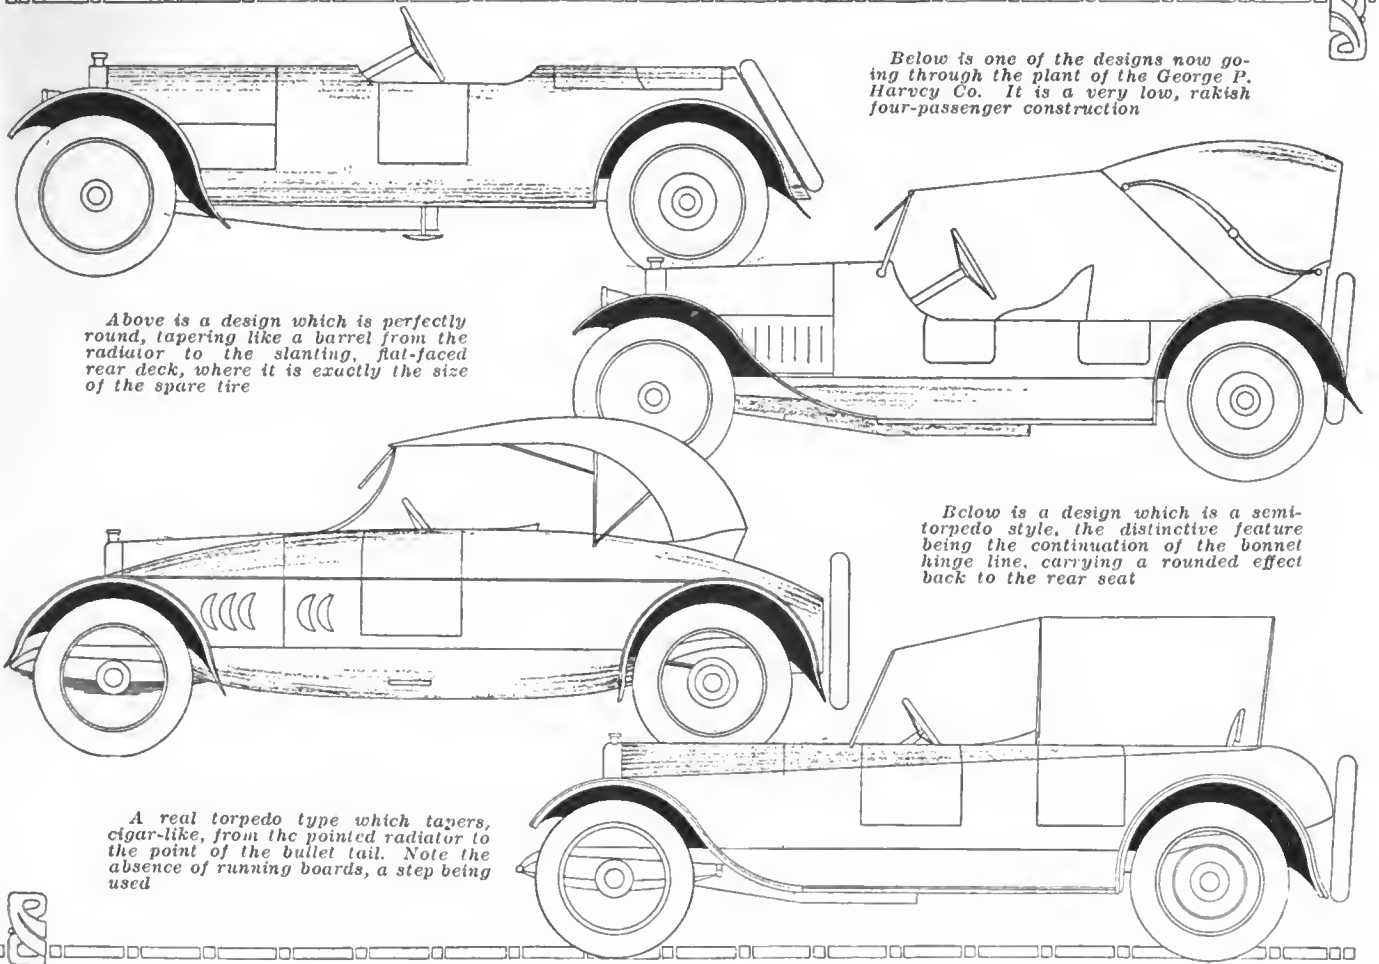 Below is one of the designs now go-
ing through the plant of the George P.
Harvey Co. It is a very low, rakish
four-passenger construction
Above is a design which is perfectly
round, tapering like a barrel from the
radiator to the slanting, flat-faced
rear deck, where it is exactly the size
of the spare tire
Below is a design which is a semi-
torpedo style, the distinctive feature
being the continuation of the bonnet
hinge line, carrying a rounded effect
back to the rear seat
A real torpedo type which tapers,
cigar-like, from the pointed radiator to
the point of the bullet tail. Note the
absence of running boards, a step being
used